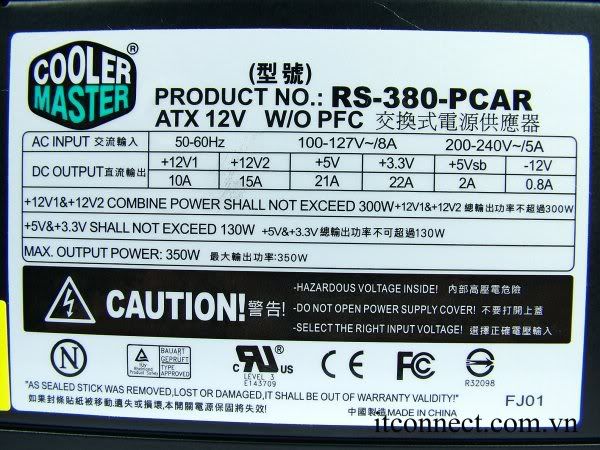 COOLER
MASTER ®
(型號)
PRODUCT NO.: RS-380-PCAR
ATX 12V W/O PFC 交換式電源供應器
AC INPUT 交流輸入 50-60Hz 100-127V~/8A 200-240V~/5A
DC OUTPUT 直流輸出 +12V1 +12V2 +5V +3.3V +5Vsb -12V
10A 15A 21A 22A 2A 0.8A
+12V1&+12V2 COMBINE POWER SHALL NOT EXCEED 300W +12V1&+12V2 總輸出功率不超過300W
+5V&+3.3V SHALL NOT EXCEED 130W +5V&+3.3V 總輸出功率不可超過130W
MAX. OUTPUT POWER: 350W 最大輸出功率:350W
CAUTION! 警告!
-HAZARDOUS VOLTAGE INSIDE! 內部高壓電危險
-DO NOT OPEN POWER SUPPLY COVER! 不要打開上蓋
-SELECT THE RIGHT INPUT VOLTAGE! 選擇正確電壓輸入
N
BAUART
GEPRÜFT
TYPE
APPROVED
c RU US
LEVEL 3
E143709
FC
CE
R32098
"AS SEALED STICK WAS REMOVED,LOST OR DAMAGED,IT SHALL BE OUT OF VALIDITY WARRANTY!"
如果封條貼紙被移動,遺失或損壞,本開關電源保固將失效!
中國製造 MADE IN CHINA
FJ01
itconnect.com.vn